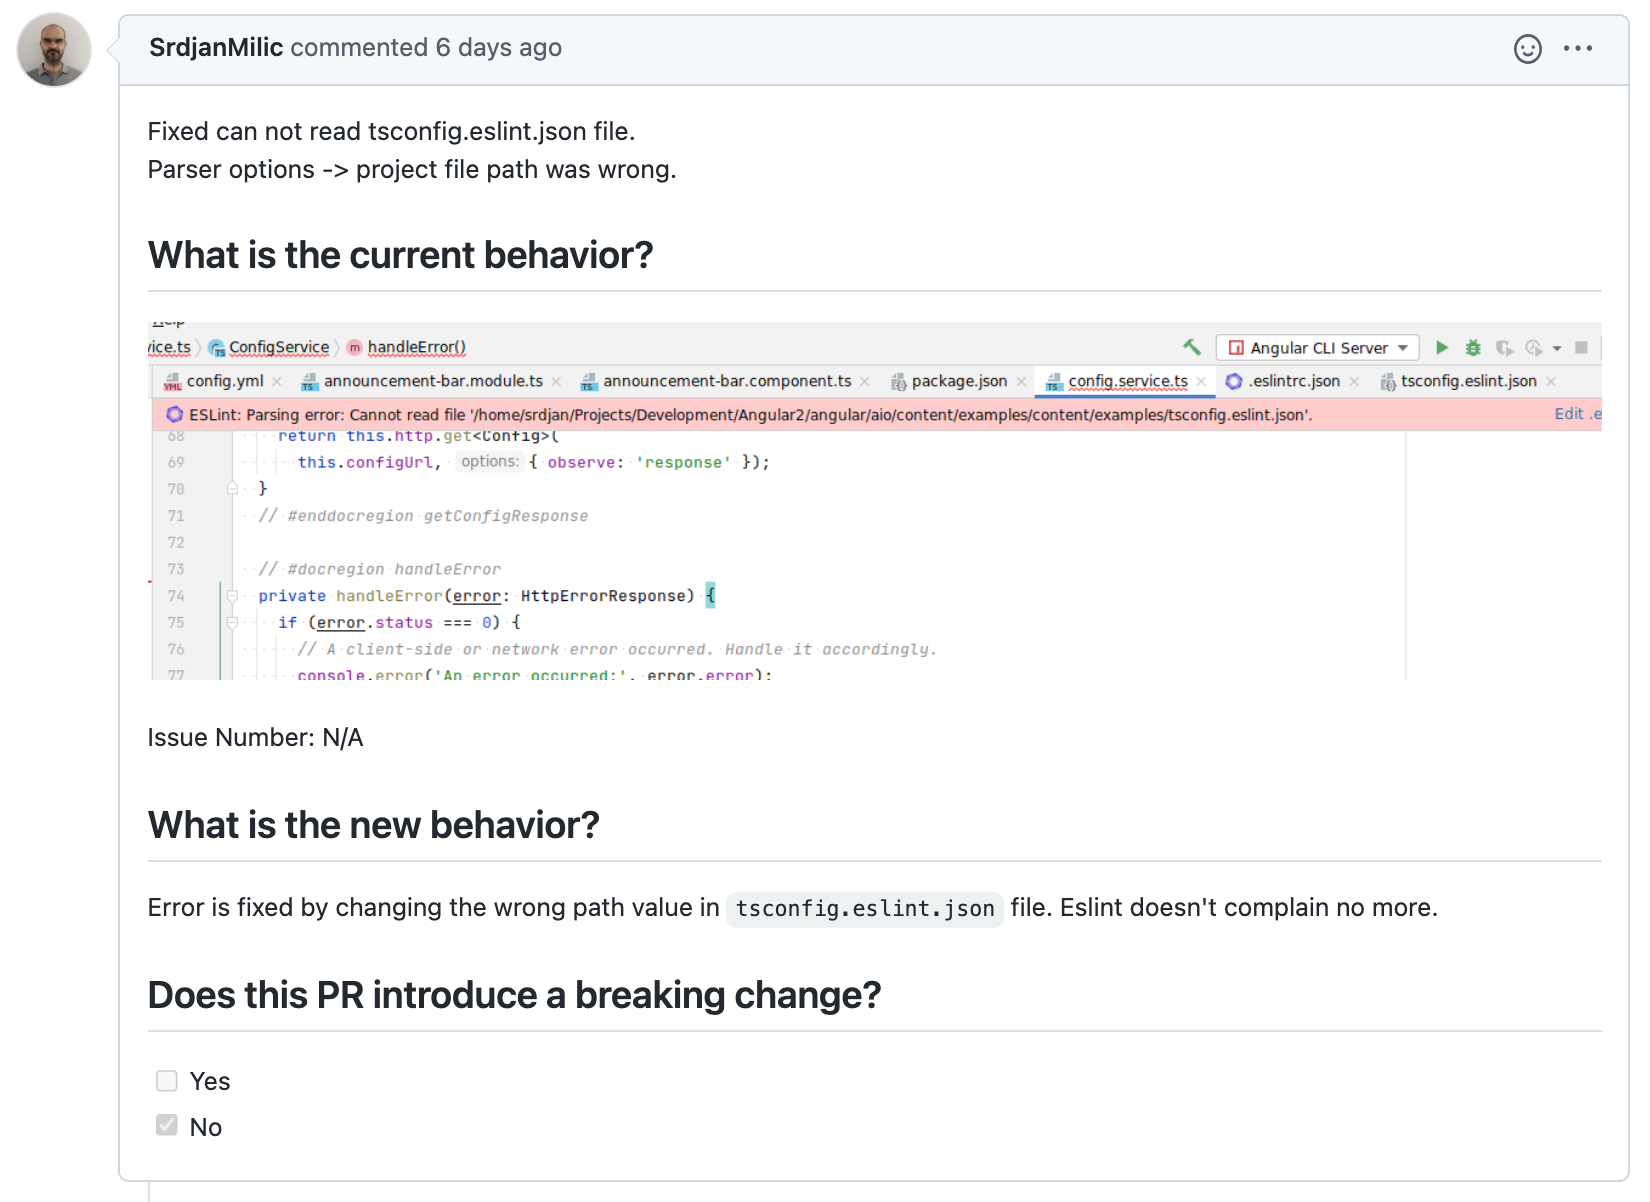 SrdjanMilic commented 6 days ago
Fixed can not read tsconfig.eslint.json file.
Parser options -> project file path was wrong.
What is the current behavior?
Help
vice.ts ConfigService m handleError() Angular CLI Server
config.yml announcement-bar.module.ts announcement-bar.component.ts package.json config.service.ts .eslintrc.json tsconfig.eslint.json
ESLint: Parsing error: Cannot read file '/home/srdjan/Projects/Development/Angular2/angular/aio/content/examples/content/examples/tsconfig.eslint.json'. Edit .e
68 return this.http.get<Config>(
69 this.configUrl, options: { observe: 'response' });
70 }
71 // #enddocregion getConfigResponse
72
73 // #docregion handleError
74 private handleError(error: HttpErrorResponse) {
75 if (error.status === 0) {
76 // A client-side or network error occurred. Handle it accordingly.
77 console.error('An error occurred:', error.error);
Issue Number: N/A
What is the new behavior?
Error is fixed by changing the wrong path value in tsconfig.eslint.json file. Eslint doesn't complain no more.
Does this PR introduce a breaking change?
Yes
No